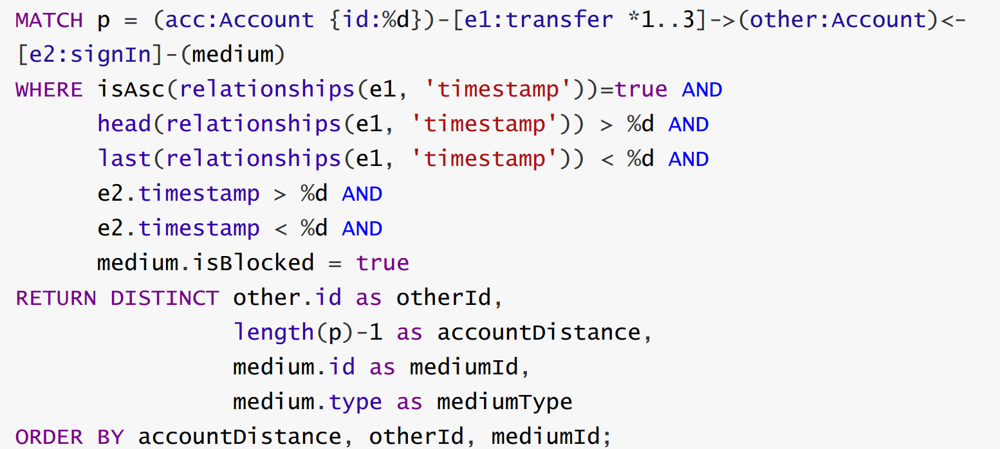 MATCH p = (acc:Account {id:%d})-[e1:transfer *1..3]->(other:Account)<-
[e2:signIn]-(medium)
WHERE isAsc(relationships(e1, 'timestamp'))=true AND
      head(relationships(e1, 'timestamp')) > %d AND
      last(relationships(e1, 'timestamp')) < %d AND
      e2.timestamp > %d AND
      e2.timestamp < %d AND
      medium.isBlocked = true
RETURN DISTINCT other.id as otherId,
                length(p)-1 as accountDistance,
                medium.id as mediumId,
                medium.type as mediumType
ORDER BY accountDistance, otherId, mediumId;